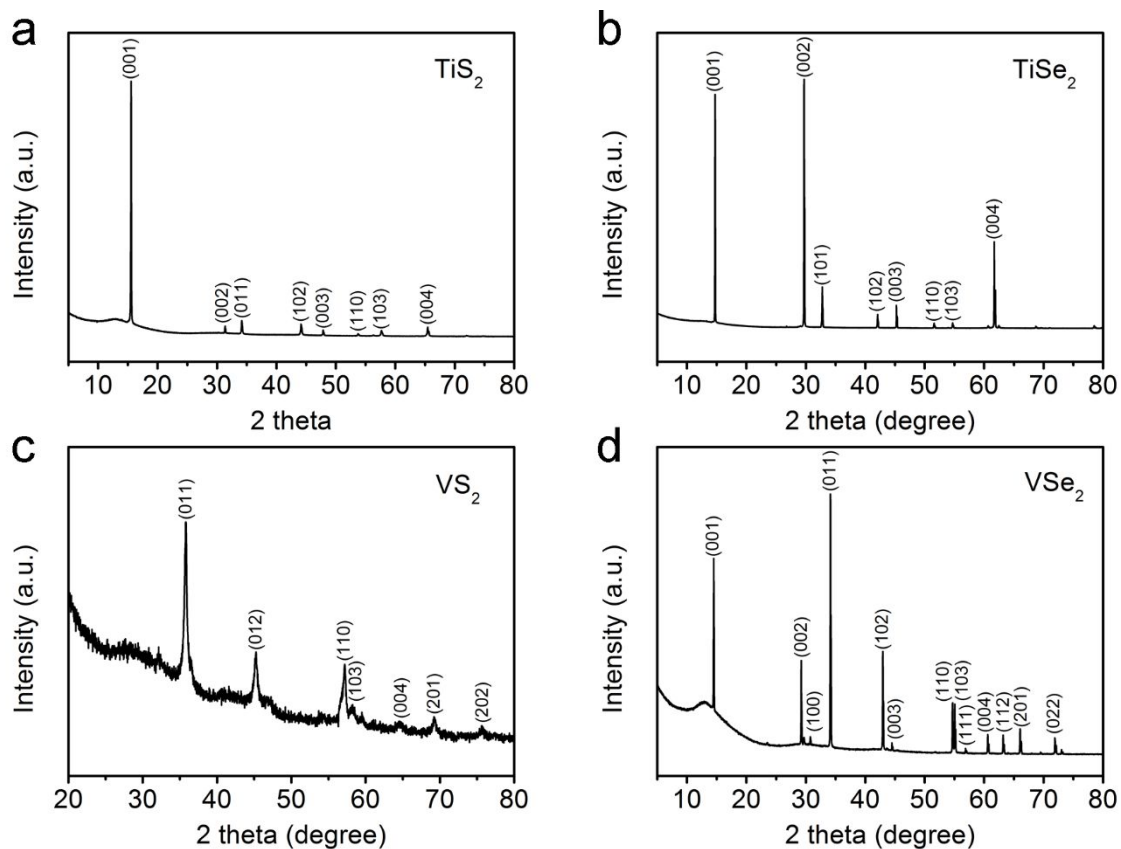 a
TiS2
(001)
(002)
(011)
(102)
(003)
(110)
(103)
(004)
Intensity (a.u.)
10 20 30 40 50 60 70 80
2 theta
b
TiSe2
(001)
(002)
(101)
(102)
(003)
(110)
(103)
(004)
Intensity (a.u.)
10 20 30 40 50 60 70 80
2 theta (degree)
c
VS2
(011)
(012)
(110)
(103)
(004)
(201)
(202)
Intensity (a.u.)
20 30 40 50 60 70 80
2 theta (degree)
d
VSe2
(001)
(002)
(100)
(011)
(102)
(003)
(110)
(103)
(111)
(004)
(112)
(201)
(022)
Intensity (a.u.)
10 20 30 40 50 60 70 80
2 theta (degree)